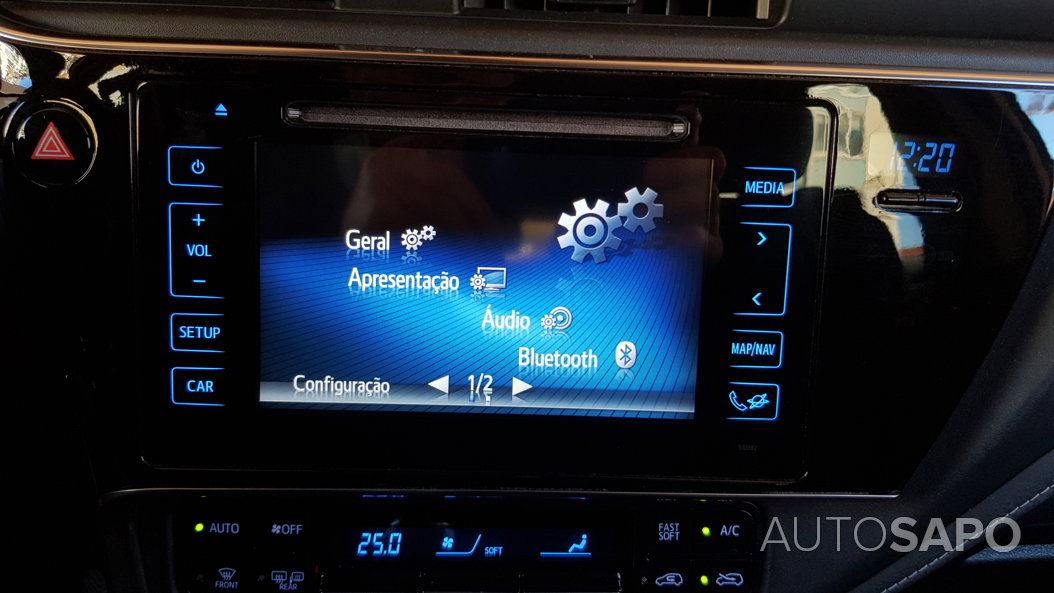 12:20
MEDIA
+
VOL
-
SETUP
CAR
MAP/NAV
Geral
Apresentação
Áudio
Bluetooth
Configuração
1/2
AUTO
OFF
25.0
SOFT
FAST
SOFT
A/C
FRONT
REAR
AUTOSAPO